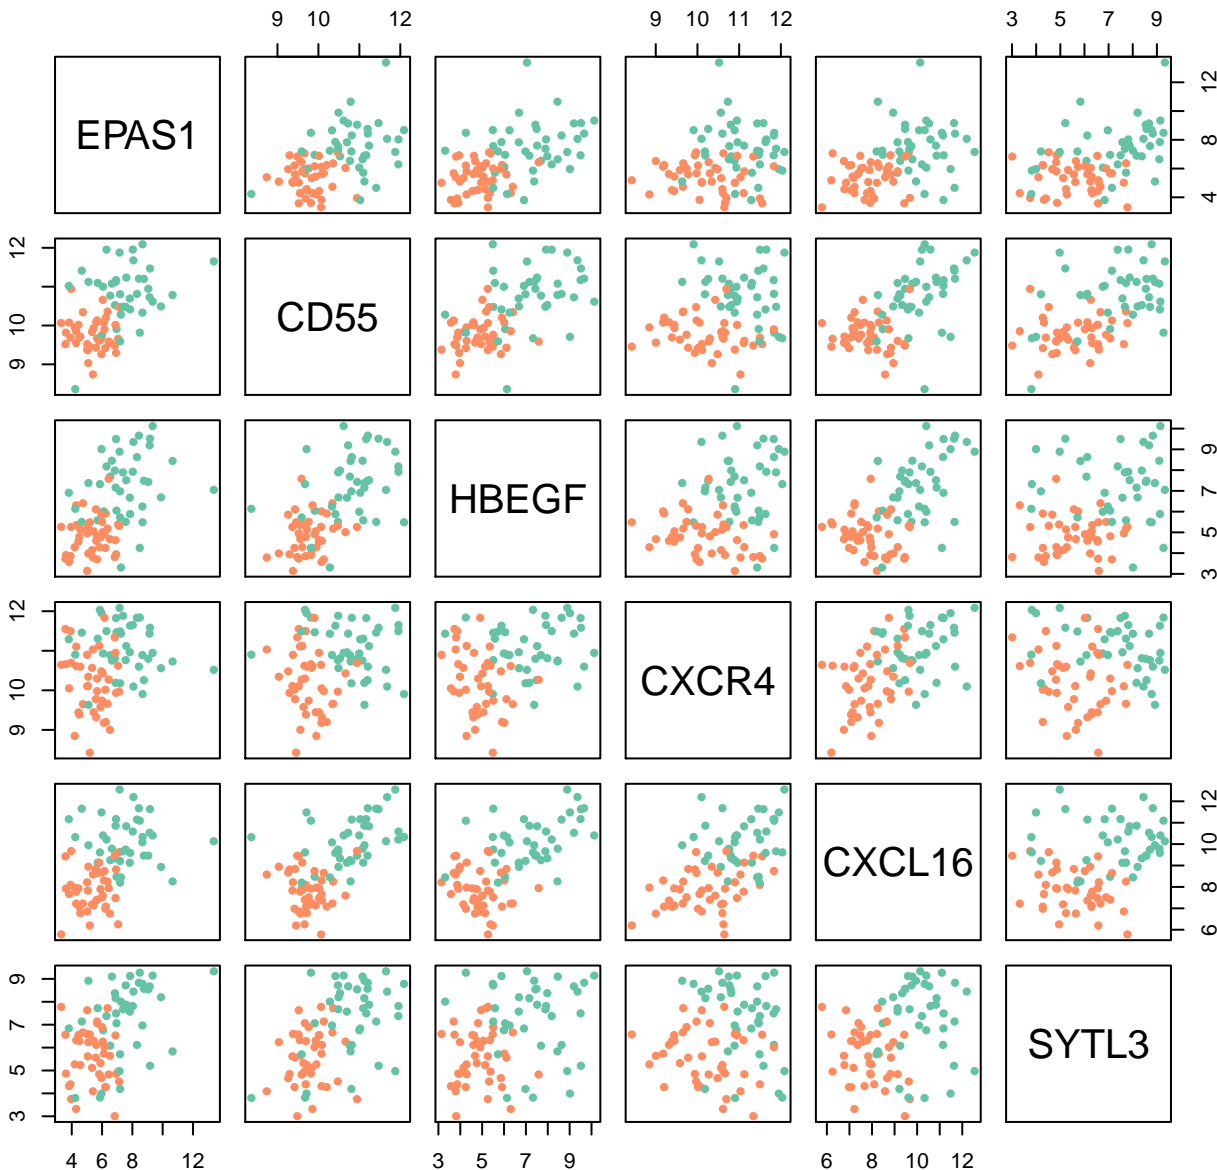 9 10 12 9 10 11 12 3 5 7 9
EPAS1 4 8 12
9 10 12 CD55
HBEGF 3 5 7 9
9 10 12 CXCR4
CXCL16 6 8 10 12
3 5 7 9 SYTL3
4 6 8 12 3 5 7 9 6 8 10 12